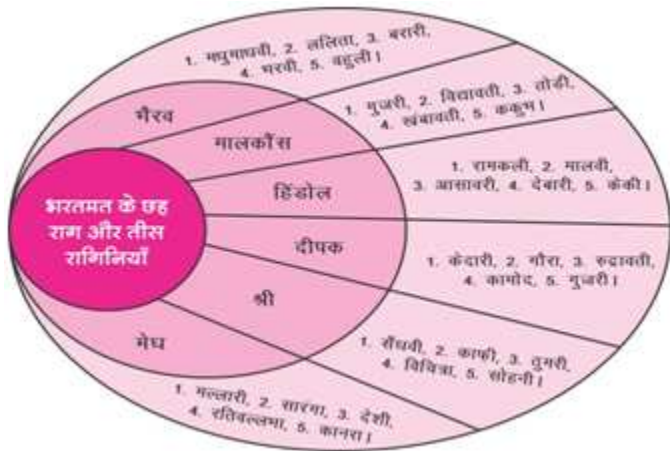 1. मधुमाधवी, 2. ललिता, 3. बरारी,
4. भरवी, 5. बहुली।
भैरव
1. गुजरी, 2. विद्यावती, 3. तोड़ी,
4. खंबावती, 5. ककुभ।
मालकौंस
1. रामकली, 2. मालवी,
3. आसावरी, 4. देवारी, 5. केकी।
हिंडोल
भरतमत के छह
राग और तीस
रागिनियाँ
दीपक
1. केदारी, 2. गौरा, 3. रुद्रावती,
4. कामोद, 5. गुजरी।
श्री
1. सैंधवी, 2. काफी, 3. ठुमरी,
4. विचित्रा, 5. सोहनी।
मेघ
1. मल्लारी, 2. सारगा, 3. देशी,
4. रतिवल्लभा, 5. कानरा।